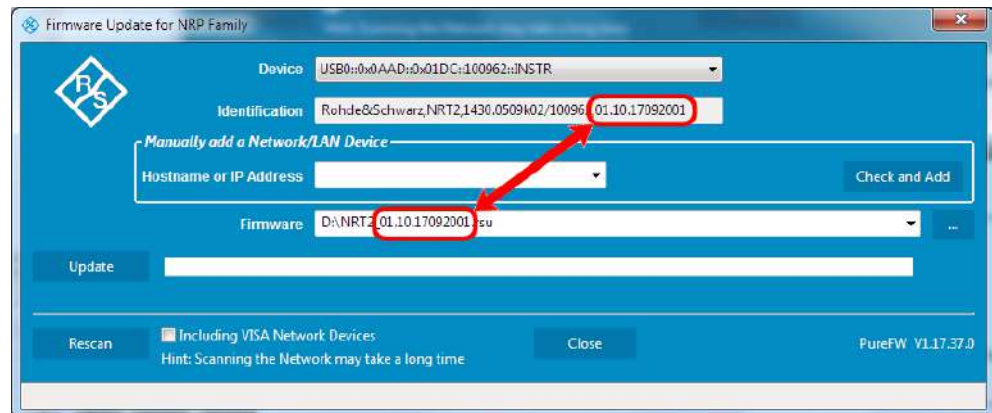 Firmware Update for NRP Family
R&S
Device USB0::0x0AAD::0x01DC::100962::INSTR
Identification Rohde&Schwarz,NRT2,1430.0509k02/10096 01.10.17092001
Manually add a Network/LAN Device
Hostname or IP Address Check and Add
Firmware D:\NRT2_01.10.17092001.rsu ...
Update
Rescan Including VISA Network Devices Close PureFW V1.17.37.0
Hint: Scanning the Network may take a long time